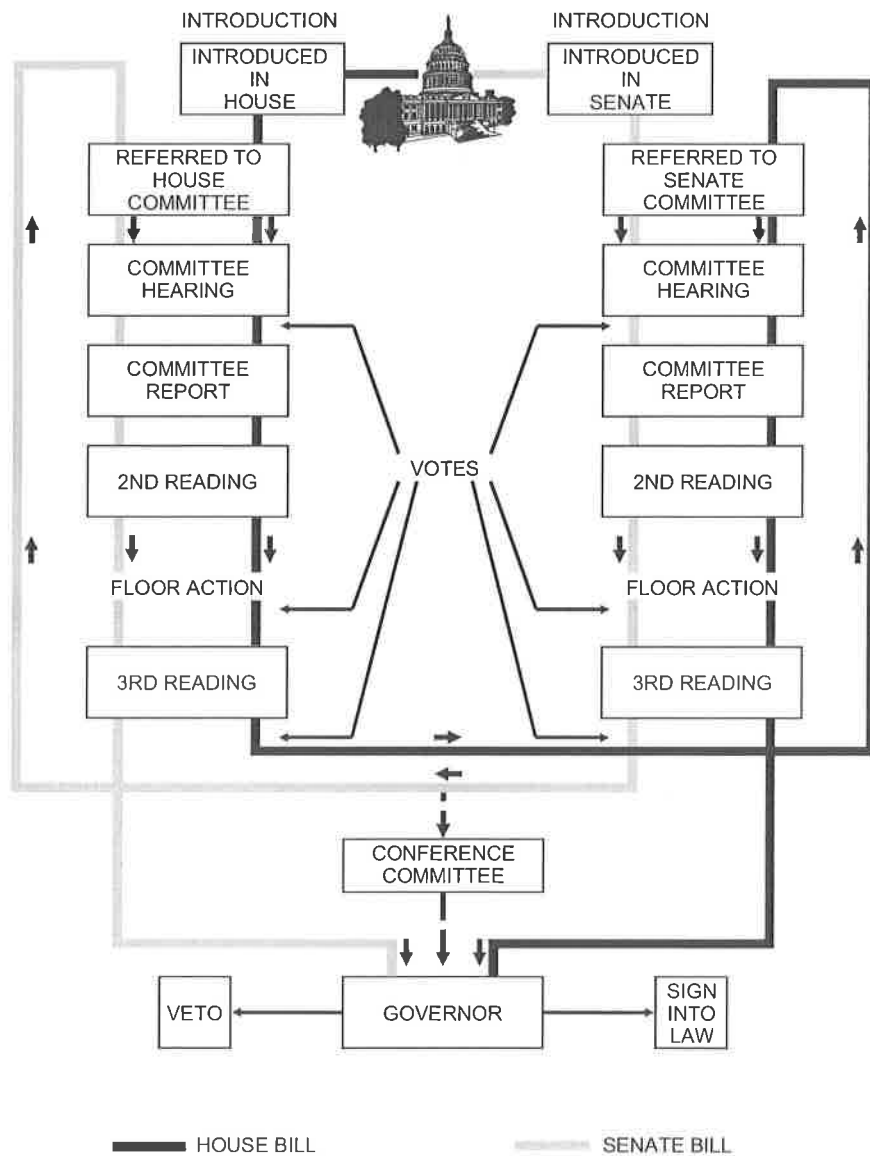 INTRODUCTION
INTRODUCED
IN
HOUSE
REFERRED TO
HOUSE
COMMITTEE
COMMITTEE
HEARING
COMMITTEE
REPORT
2ND READING
FLOOR ACTION
3RD READING
INTRODUCTION
INTRODUCED
IN
SENATE
REFERRED TO
SENATE
COMMITTEE
COMMITTEE
HEARING
COMMITTEE
REPORT
2ND READING
FLOOR ACTION
3RD READING
VOTES
CONFERENCE
COMMITTEE
VETO
GOVERNOR
SIGN
INTO
LAW
HOUSE BILL
SENATE BILL